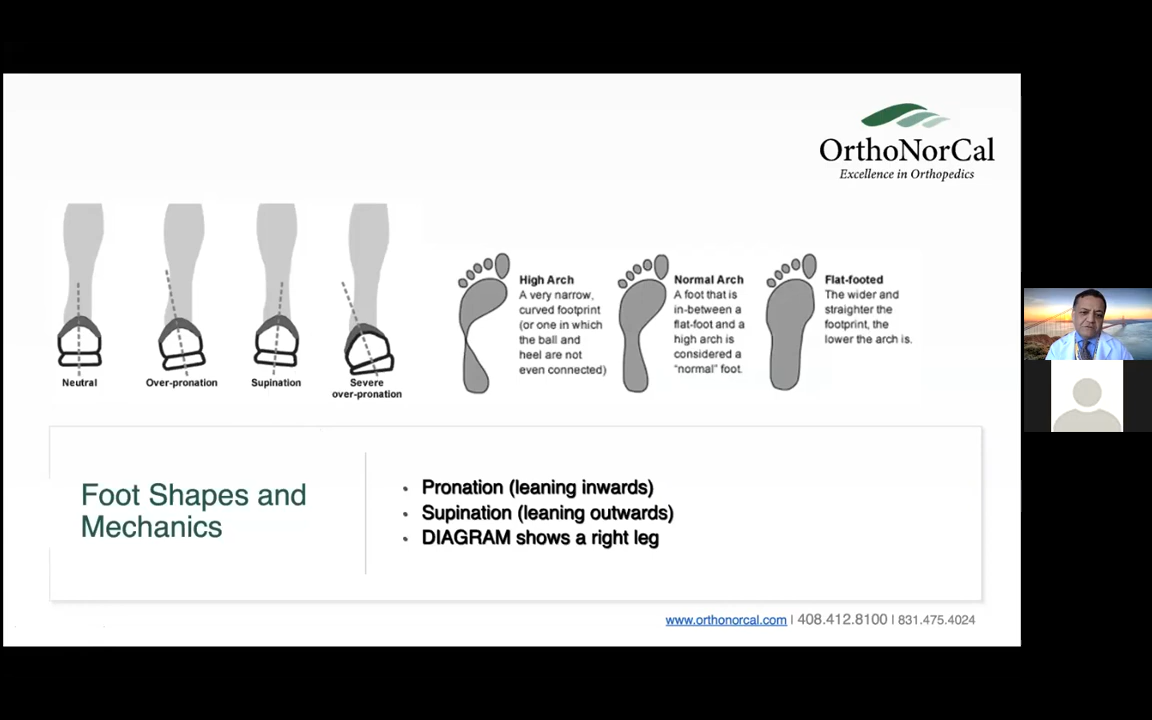 OrthoNorCal
Excellence in Orthopedics
Neutral
Over-pronation
Supination
Severe
over-pronation
High Arch
A very narrow,
curved footprint
(or one in which
the ball and
heel are not
even connected)
Normal Arch
A foot that is
in-between a
flat-foot and a
high arch is
considered a
"normal" foot.
Flat-footed
The wider and
straighter the
footprint, the
lower the arch is.
Foot Shapes and
Mechanics
• Pronation (leaning inwards)
• Supination (leaning outwards)
• DIAGRAM shows a right leg
www.orthonorcal.com | 408.412.8100 | 831.475.4024